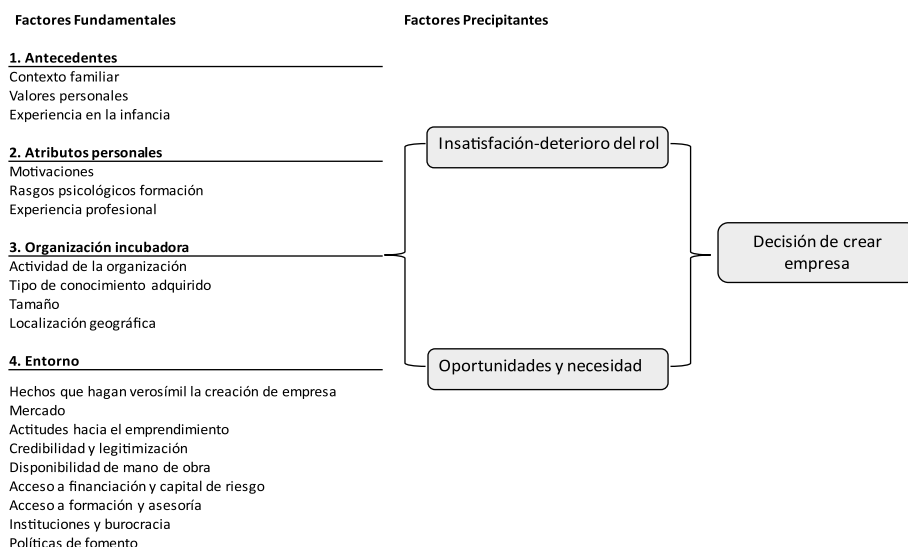 Factores Fundamentales
Factores Precipitantes
1. Antecedentes
Contexto familiar
Valores personales
Experiencia en la infancia
2. Atributos personales
Motivaciones
Rasgos psicológicos formación
Experiencia profesional
3. Organización incubadora
Actividad de la organización
Tipo de conocimiento adquirido
Tamaño
Localización geográfica
4. Entorno
Hechos que hagan verosímil la creación de empresa
Mercado
Actitudes hacia el emprendimiento
Credibilidad y legitimización
Disponibilidad de mano de obra
Acceso a financiación y capital de riesgo
Acceso a formación y asesoría
Instituciones y burocracia
Políticas de fomento
Insatisfación-deterioro del rol
Oportunidades y necesidad
Decisión de crear
empresa